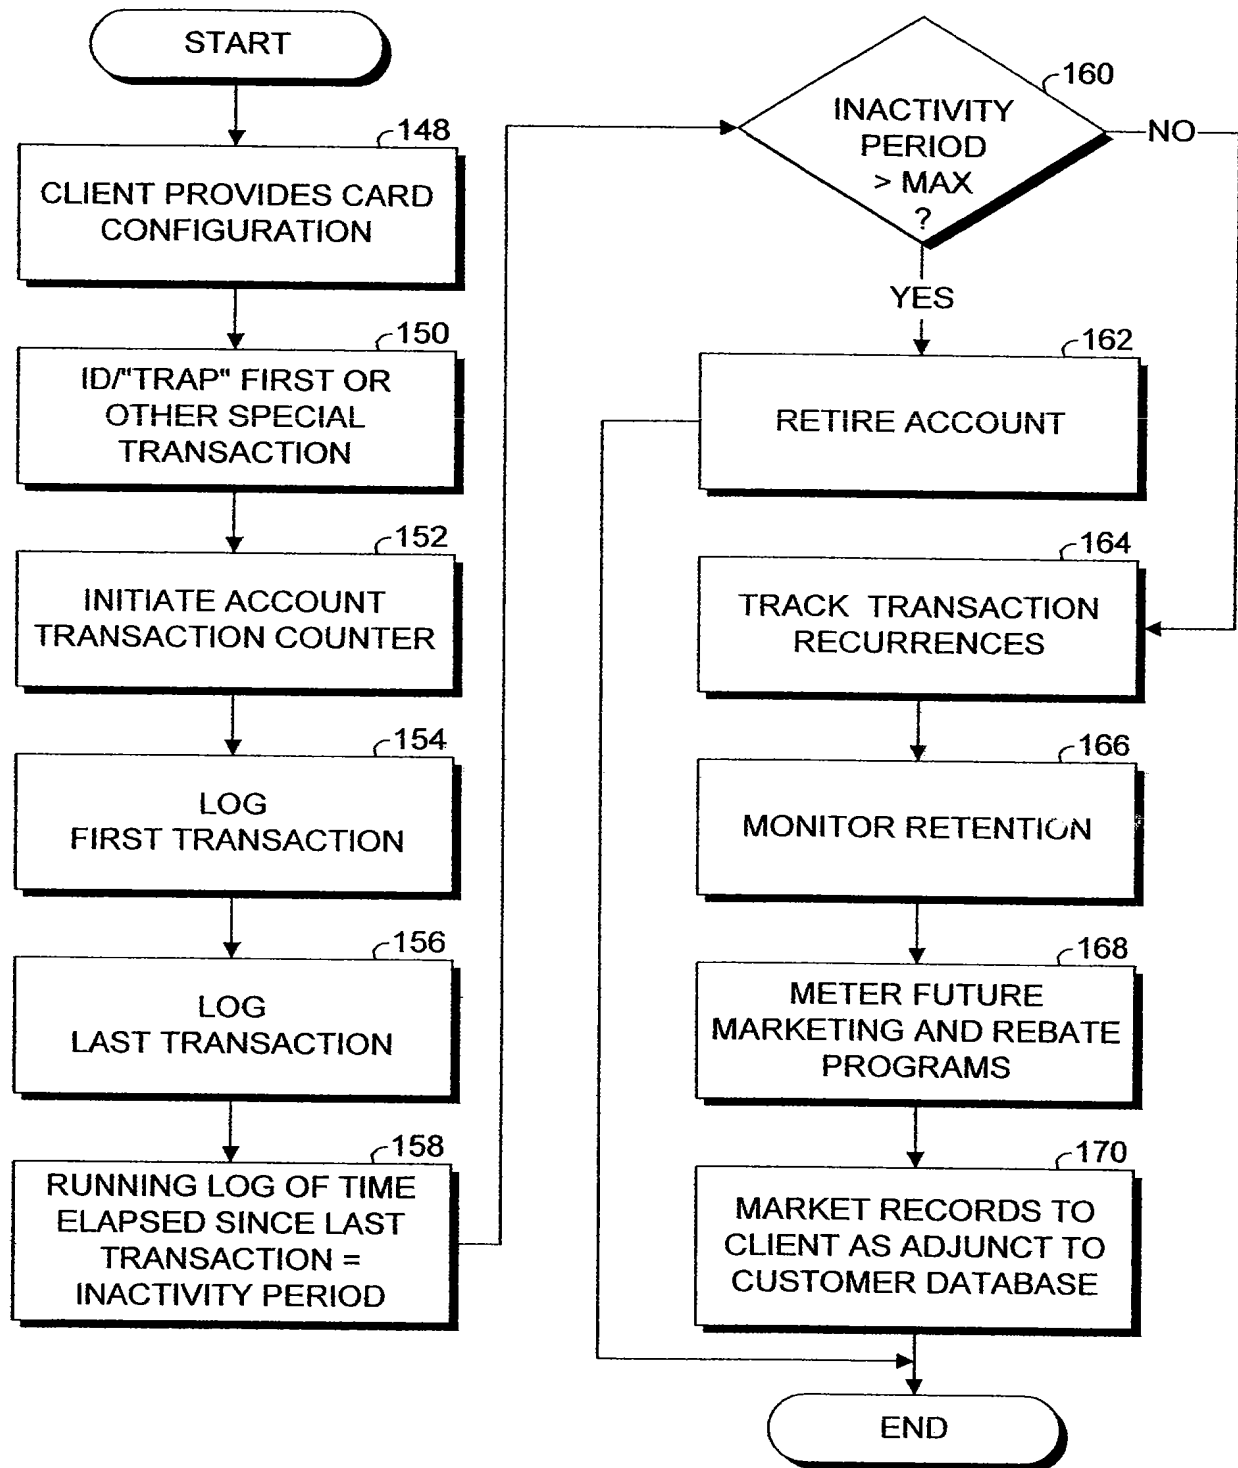 START
148
CLIENT PROVIDES CARD
CONFIGURATION
150
ID/"TRAP" FIRST OR
OTHER SPECIAL
TRANSACTION
152
INITIATE ACCOUNT
TRANSACTION COUNTER
154
LOG
FIRST TRANSACTION
156
LOG
LAST TRANSACTION
158
RUNNING LOG OF TIME
ELAPSED SINCE LAST
TRANSACTION =
INACTIVITY PERIOD
160
INACTIVITY
PERIOD
> MAX
?
NO
YES
162
RETIRE ACCOUNT
164
TRACK TRANSACTION
RECURRENCES
166
MONITOR RETENTION
168
METER FUTURE
MARKETING AND REBATE
PROGRAMS
170
MARKET RECORDS TO
CLIENT AS ADJUNCT TO
CUSTOMER DATABASE
END